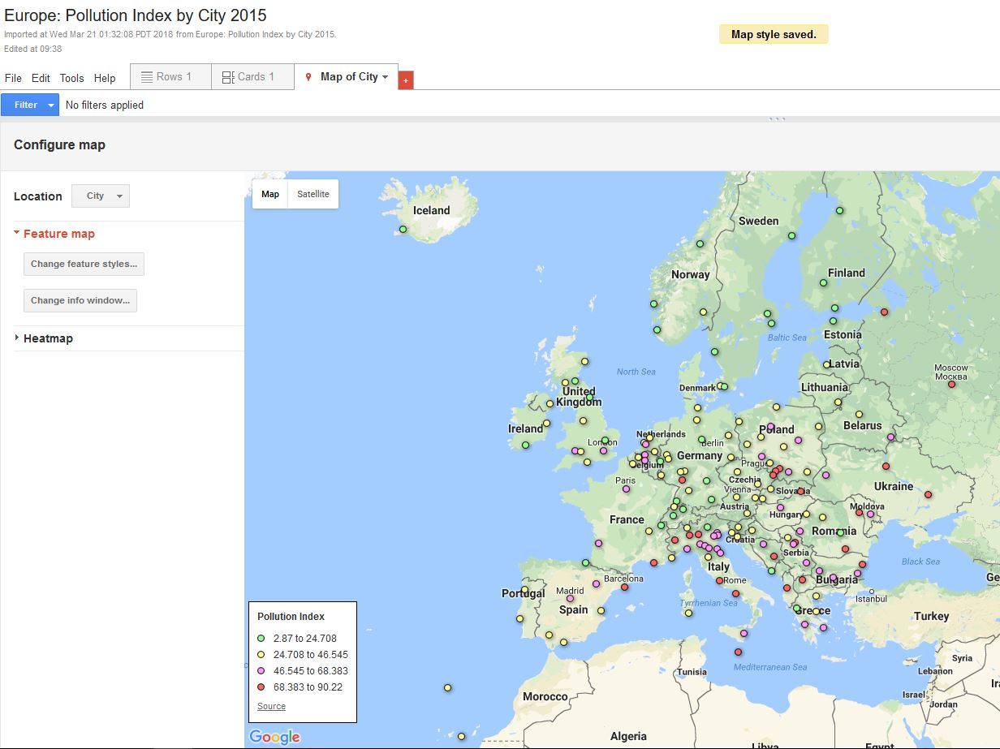 Europe: Pollution Index by City 2015
Imported at Wed Mar 21 01:32:08 PDT 2018 from Europe: Pollution Index by City 2015.
Edited at 09:38
Map style saved.
File Edit Tools Help
Rows 1
Cards 1
Map of City
+
Filter
No filters applied
Configure map
Location
City
Feature map
Change feature styles...
Change info window...
Heatmap
Map
Satellite
Iceland
Sweden
Norway
Finland
Baltic Sea
Estonia
Latvia
North Sea
Moscow
Москва
Denmark
Lithuania
United
Kingdom
Ireland
Belarus
Poland
London
Netherlands
Berlin
Germany
Belgium
Prague
Paris
Czechia
Vienna
Slovakia
Ukraine
Austria
Moldova
Hungary
France
Romania
Croatia
Serbia
Black Sea
Italy
Barcelona
Rome
Bulgaria
Ge
Portugal
Madrid
Istanbul
Spain
Tyrrhenian Sea
Greece
Turkey
Mediterranean Sea
Tunisia
Syria
Lebanon
Ira
Israel
Jordan
Morocco
Algeria
Libya
Egypt
Pollution Index
2.87 to 24.708
24.708 to 46.545
46.545 to 68.383
68.383 to 90.22
Source
Google